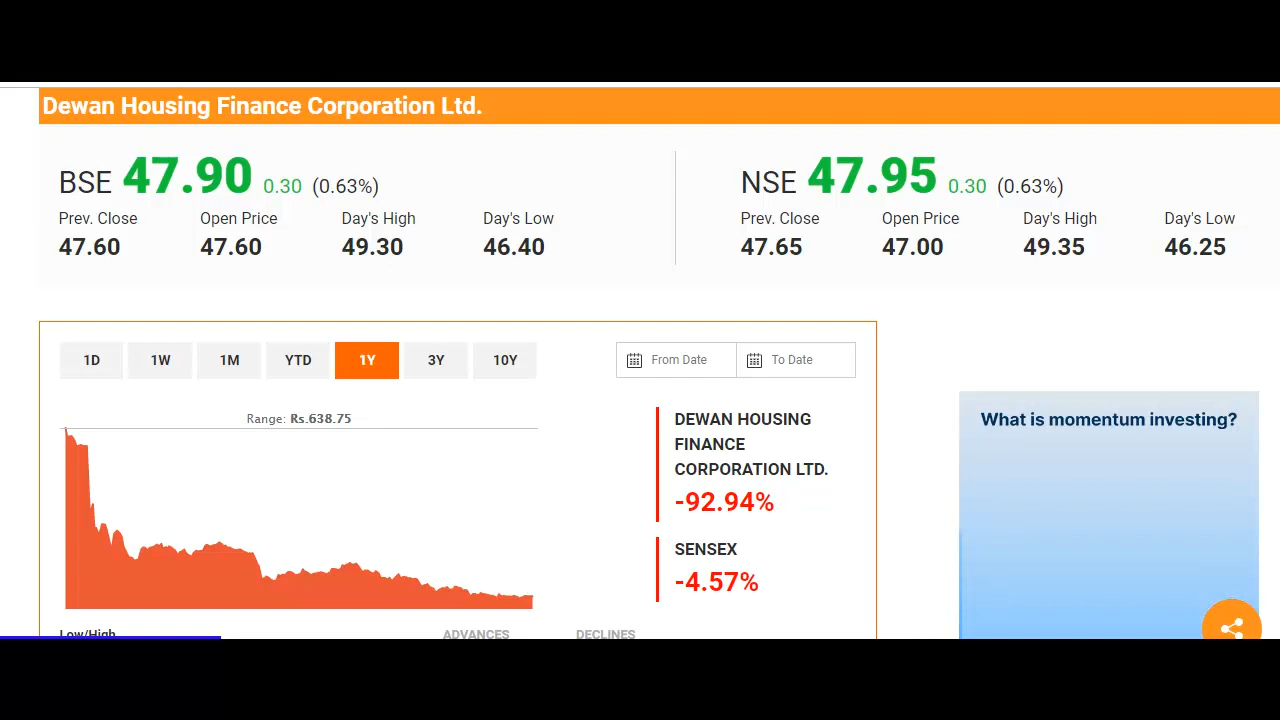 Dewan Housing Finance Corporation Ltd.
BSE 47.90 0.30 (0.63%)
Prev. Close Open Price Day's High Day's Low
47.60 47.60 49.30 46.40
NSE 47.95 0.30 (0.63%)
Prev. Close Open Price Day's High Day's Low
47.65 47.00 49.35 46.25
1D 1W 1M YTD 1Y 3Y 10Y
From Date To Date
Range: Rs.638.75
DEWAN HOUSING
FINANCE
CORPORATION LTD.
-92.94%
SENSEX
-4.57%
Low/High ADVANCES DECLINES
What is momentum investing?